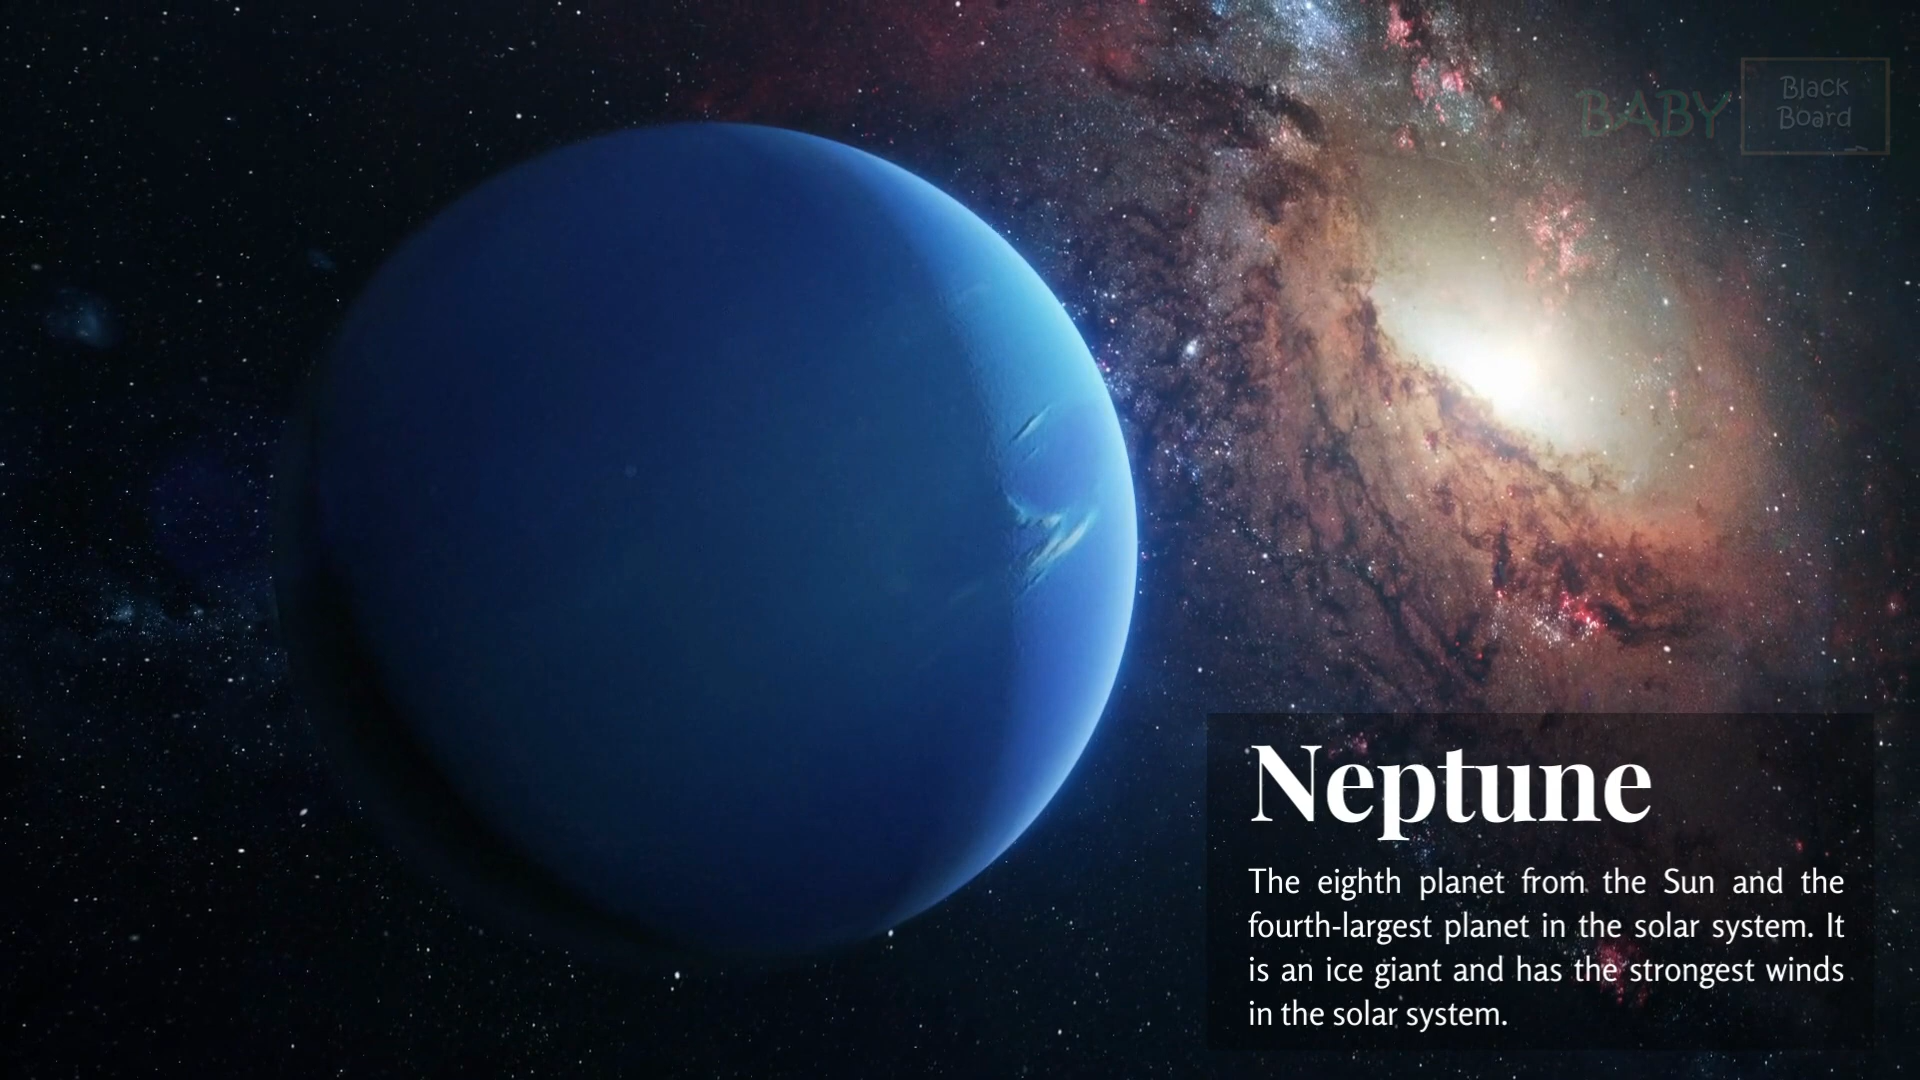 BABY
Black
Board
Neptune
The eighth planet from the Sun and the
fourth-largest planet in the solar system. It
is an ice giant and has the strongest winds
in the solar system.